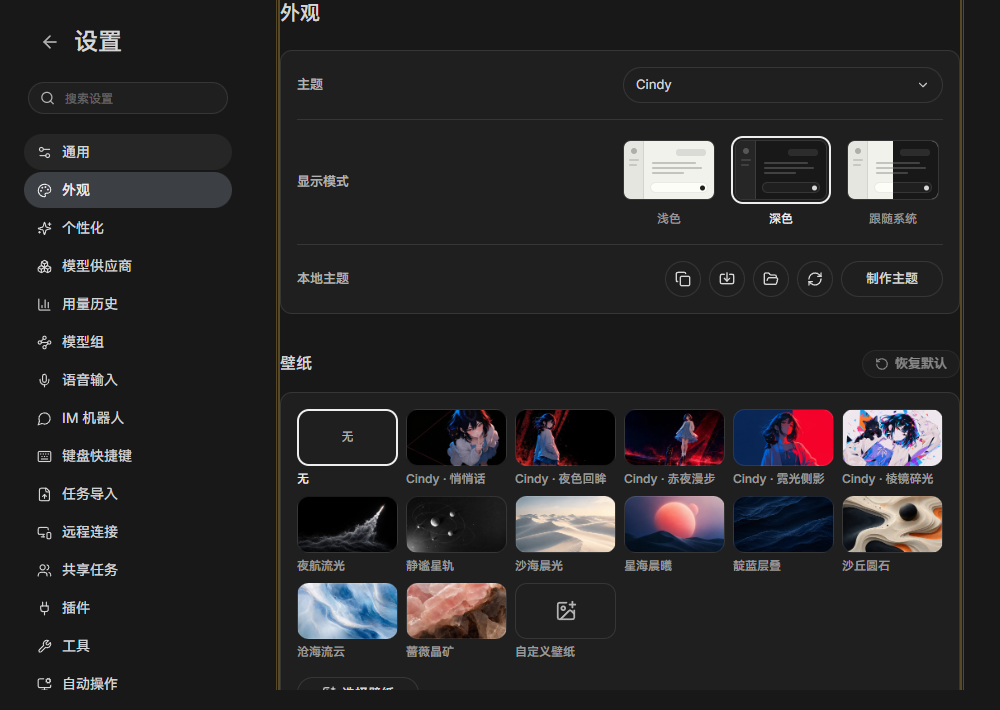 设置
搜索设置
通用
外观
个性化
模型供应商
用量历史
模型组
语音输入
IM 机器人
键盘快捷键
任务导入
远程连接
共享任务
插件
工具
自动操作
外观
主题
Cindy
显示模式
浅色
深色
跟随系统
本地主题
制作主题
壁纸
恢复默认
无
无
Cindy · 悄悄话
Cindy · 夜色回眸
Cindy · 赤夜漫步
Cindy · 霓光侧影
Cindy · 棱镜碎光
夜航流光
静谧星轨
沙海晨光
星海晨曦
靛蓝层叠
沙丘圆石
沧海流云
蔷薇晶矿
自定义壁纸
选择壁纸